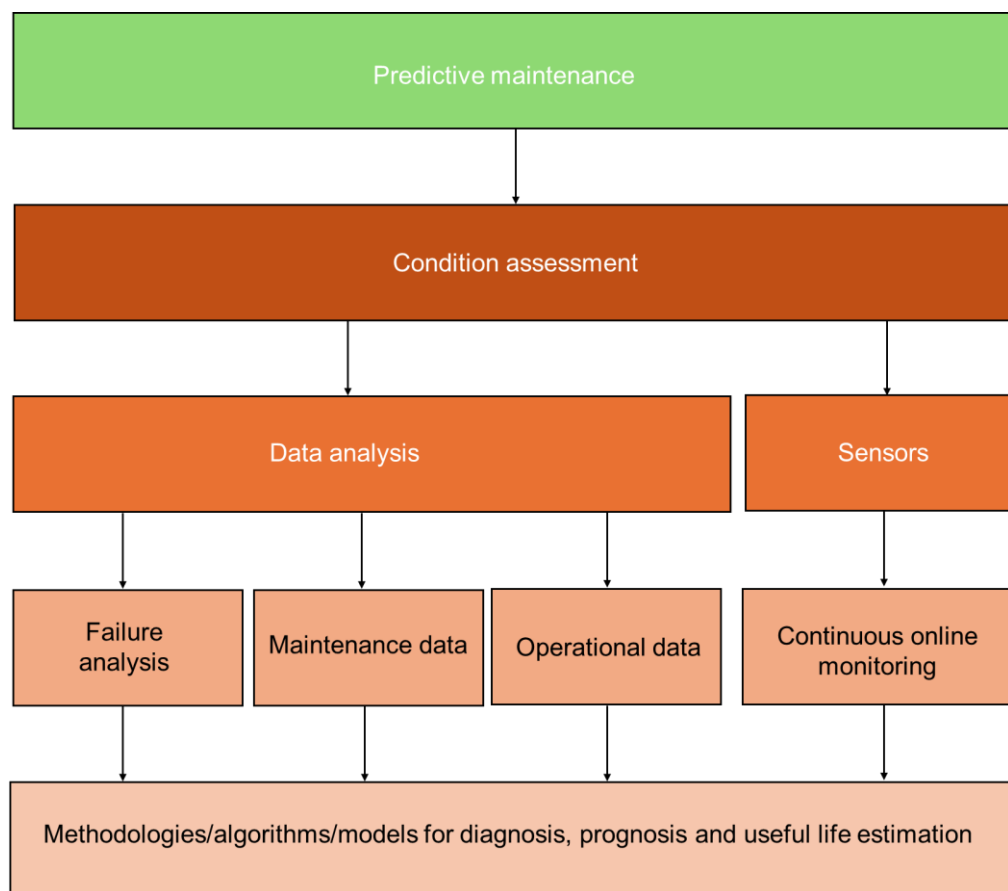 Predictive maintenance
Condition assessment
Data analysis
Sensors
Failure
analysis
Maintenance data
Operational data
Continuous online
monitoring
Methodologies/algorithms/models for diagnosis, prognosis and useful life estimation